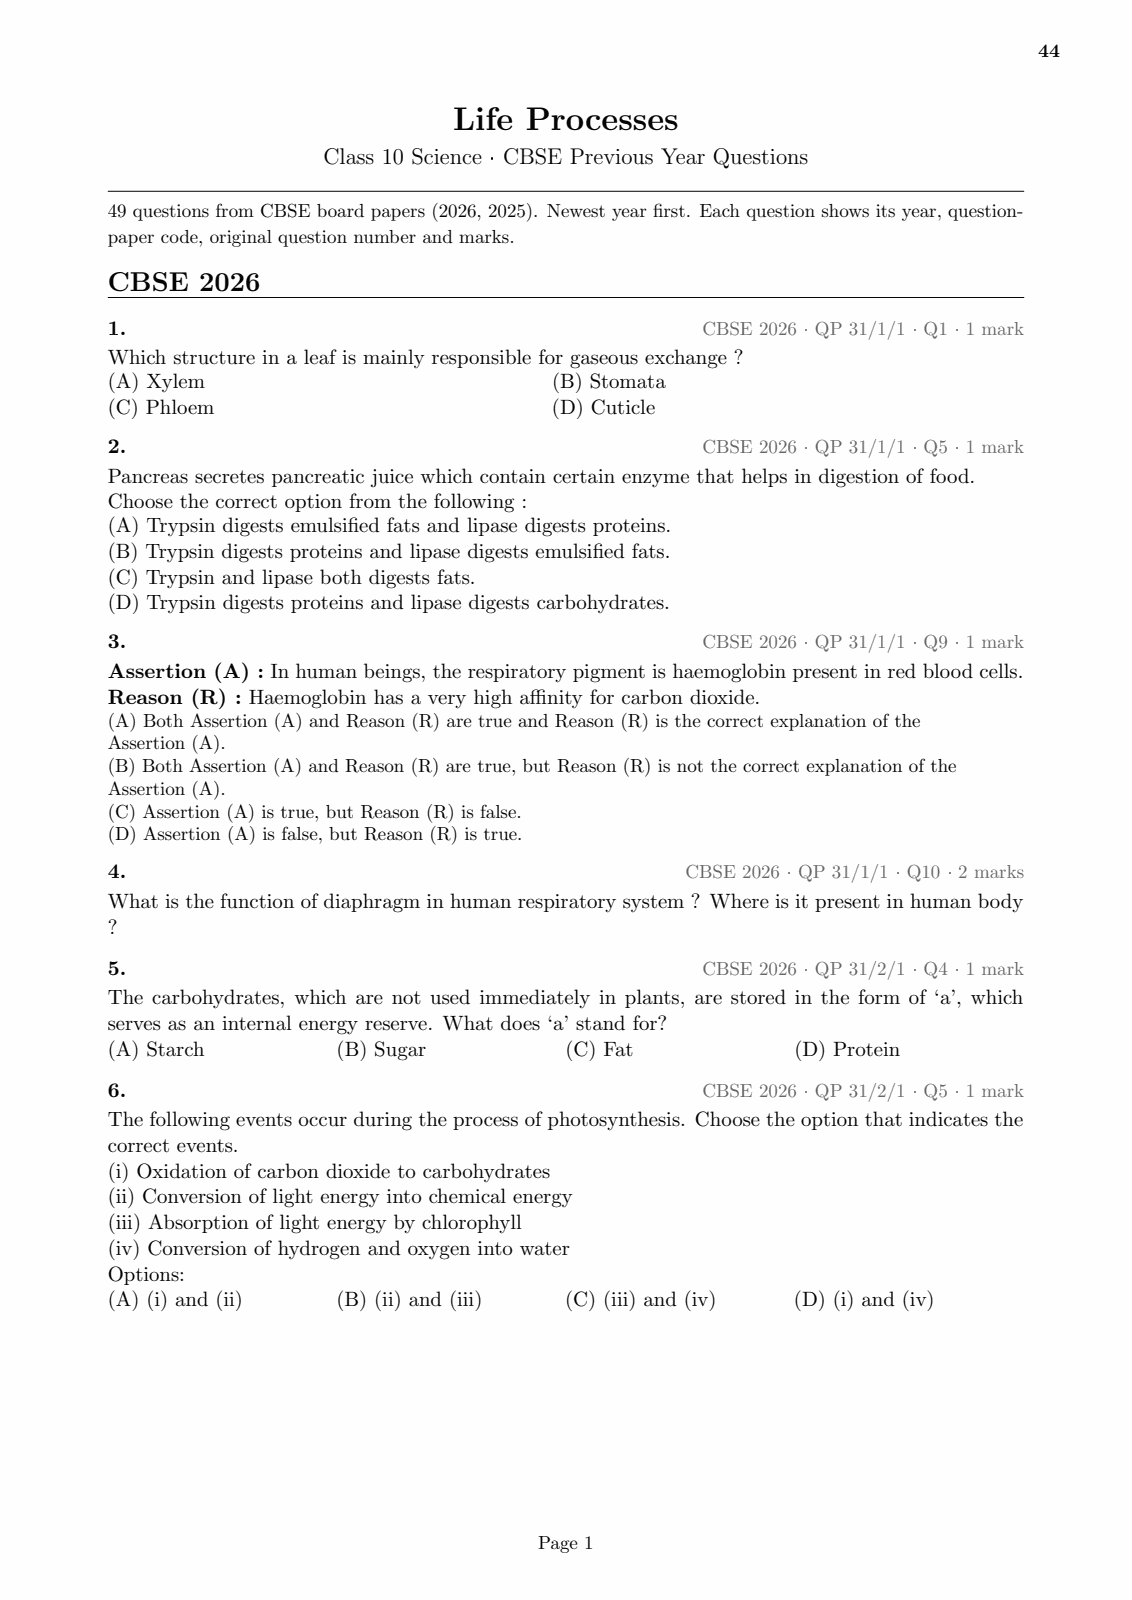 44
Life Processes
Class 10 Science · CBSE Previous Year Questions
49 questions from CBSE board papers (2026, 2025). Newest year first. Each question shows its year, question-
paper code, original question number and marks.
CBSE 2026
1. CBSE 2026 · QP 31/1/1 · Q1 · 1 mark
Which structure in a leaf is mainly responsible for gaseous exchange ?
(A) Xylem (B) Stomata
(C) Phloem (D) Cuticle
2. CBSE 2026 · QP 31/1/1 · Q5 · 1 mark
Pancreas secretes pancreatic juice which contain certain enzyme that helps in digestion of food.
Choose the correct option from the following :
(A) Trypsin digests emulsified fats and lipase digests proteins.
(B) Trypsin digests proteins and lipase digests emulsified fats.
(C) Trypsin and lipase both digests fats.
(D) Trypsin digests proteins and lipase digests carbohydrates.
3. CBSE 2026 · QP 31/1/1 · Q9 · 1 mark
Assertion (A) : In human beings, the respiratory pigment is haemoglobin present in red blood cells.
Reason (R) : Haemoglobin has a very high affinity for carbon dioxide.
(A) Both Assertion (A) and Reason (R) are true and Reason (R) is the correct explanation of the
Assertion (A).
(B) Both Assertion (A) and Reason (R) are true, but Reason (R) is not the correct explanation of the
Assertion (A).
(C) Assertion (A) is true, but Reason (R) is false.
(D) Assertion (A) is false, but Reason (R) is true.
4. CBSE 2026 · QP 31/1/1 · Q10 · 2 marks
What is the function of diaphragm in human respiratory system ? Where is it present in human body
?
5. CBSE 2026 · QP 31/2/1 · Q4 · 1 mark
The carbohydrates, which are not used immediately in plants, are stored in the form of ‘a’, which
serves as an internal energy reserve. What does ‘a’ stand for?
(A) Starch (B) Sugar (C) Fat (D) Protein
6. CBSE 2026 · QP 31/2/1 · Q5 · 1 mark
The following events occur during the process of photosynthesis. Choose the option that indicates the
correct events.
(i) Oxidation of carbon dioxide to carbohydrates
(ii) Conversion of light energy into chemical energy
(iii) Absorption of light energy by chlorophyll
(iv) Conversion of hydrogen and oxygen into water
Options:
(A) (i) and (ii) (B) (ii) and (iii) (C) (iii) and (iv) (D) (i) and (iv)
Page 1